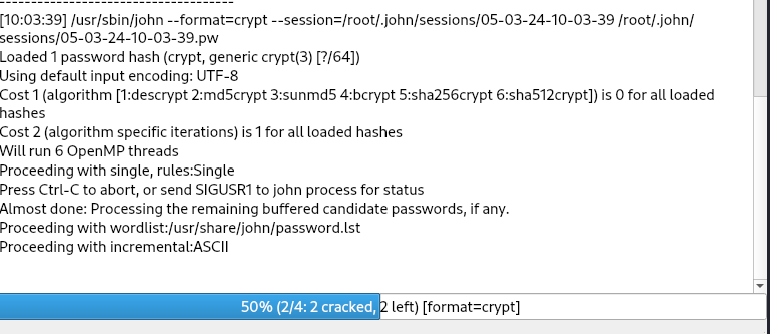 ------------------------------------
[10:03:39] /usr/sbin/john --format=crypt --session=/root/.john/sessions/05-03-24-10-03-39 /root/.john/
sessions/05-03-24-10-03-39.pw
Loaded 1 password hash (crypt, generic crypt(3) [?/64])
Using default input encoding: UTF-8
Cost 1 (algorithm [1:descrypt 2:md5crypt 3:sunmd5 4:bcrypt 5:sha256crypt 6:sha512crypt]) is 0 for all loaded
hashes
Cost 2 (algorithm specific iterations) is 1 for all loaded hashes
Will run 6 OpenMP threads
Proceeding with single, rules:Single
Press Ctrl-C to abort, or send SIGUSR1 to john process for status
Almost done: Processing the remaining buffered candidate passwords, if any.
Proceeding with wordlist:/usr/share/john/password.lst
Proceeding with incremental:ASCII
50% (2/4: 2 cracked, 2 left) [format=crypt]